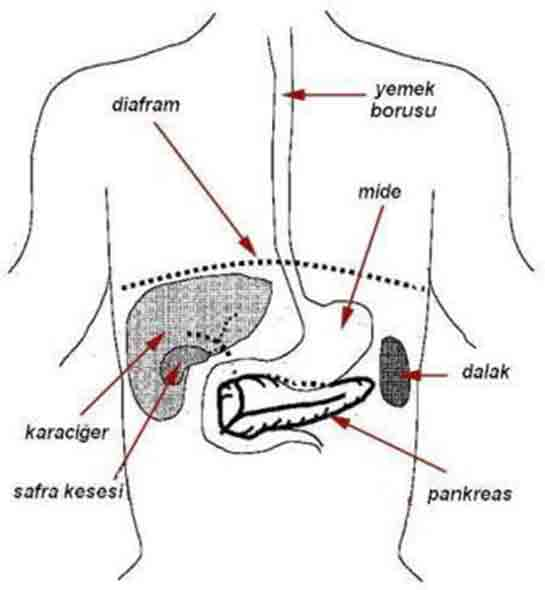 yemek
borusu
diafram
mide
dalak
karaciğer
safra kesesi
pankreas